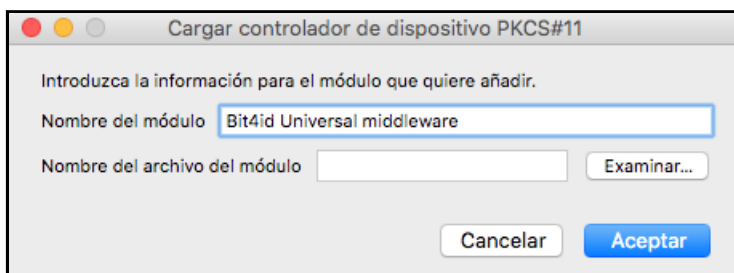 Cargar controlador de dispositivo PKCS#11
Introduzca la información para el módulo que quiere añadir.
Nombre del módulo Bit4id Universal middleware
Nombre del archivo del módulo Examinar...
Cancelar Aceptar